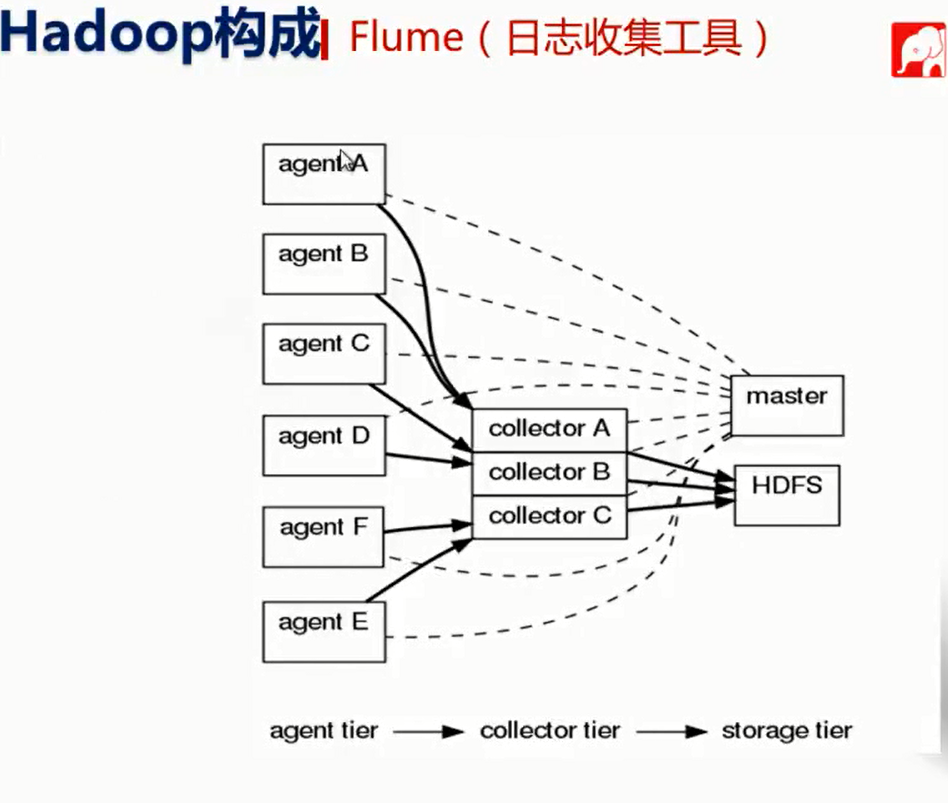 Hadoop构成 Flume（日志收集工具）
agent A
agent B
agent C
agent D
agent F
agent E
collector A
collector B
collector C
master
HDFS
agent tier collector tier storage tier